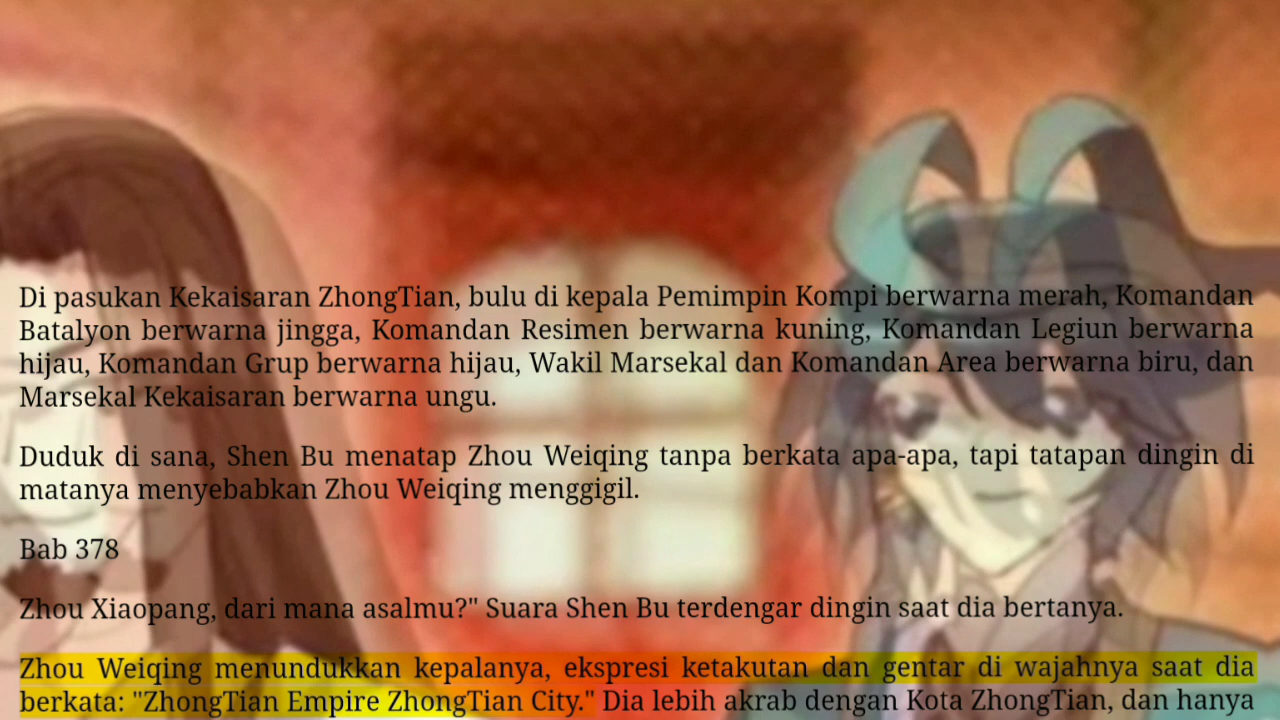 Di pasukan Kekaisaran ZhongTian, bulu di kepala Pemimpin Kompi berwarna merah, Komandan
Batalyon berwarna jingga, Komandan Resimen berwarna kuning, Komandan Legiun berwarna
hijau, Komandan Grup berwarna hijau, Wakil Marsekal dan Komandan Area berwarna biru, dan
Marsekal Kekaisaran berwarna ungu.
Duduk di sana, Shen Bu menatap Zhou Weiqing tanpa berkata apa-apa, tapi tatapan dingin di
matanya menyebabkan Zhou Weiqing menggigil.
Bab 378
Zhou Xiaopang, dari mana asalmu?" Suara Shen Bu terdengar dingin saat dia bertanya.
Zhou Weiqing menundukkan kepalanya, ekspresi ketakutan dan gentar di wajahnya saat dia
berkata: "ZhongTian Empire ZhongTian City." Dia lebih akrab dengan Kota ZhongTian, dan hanya